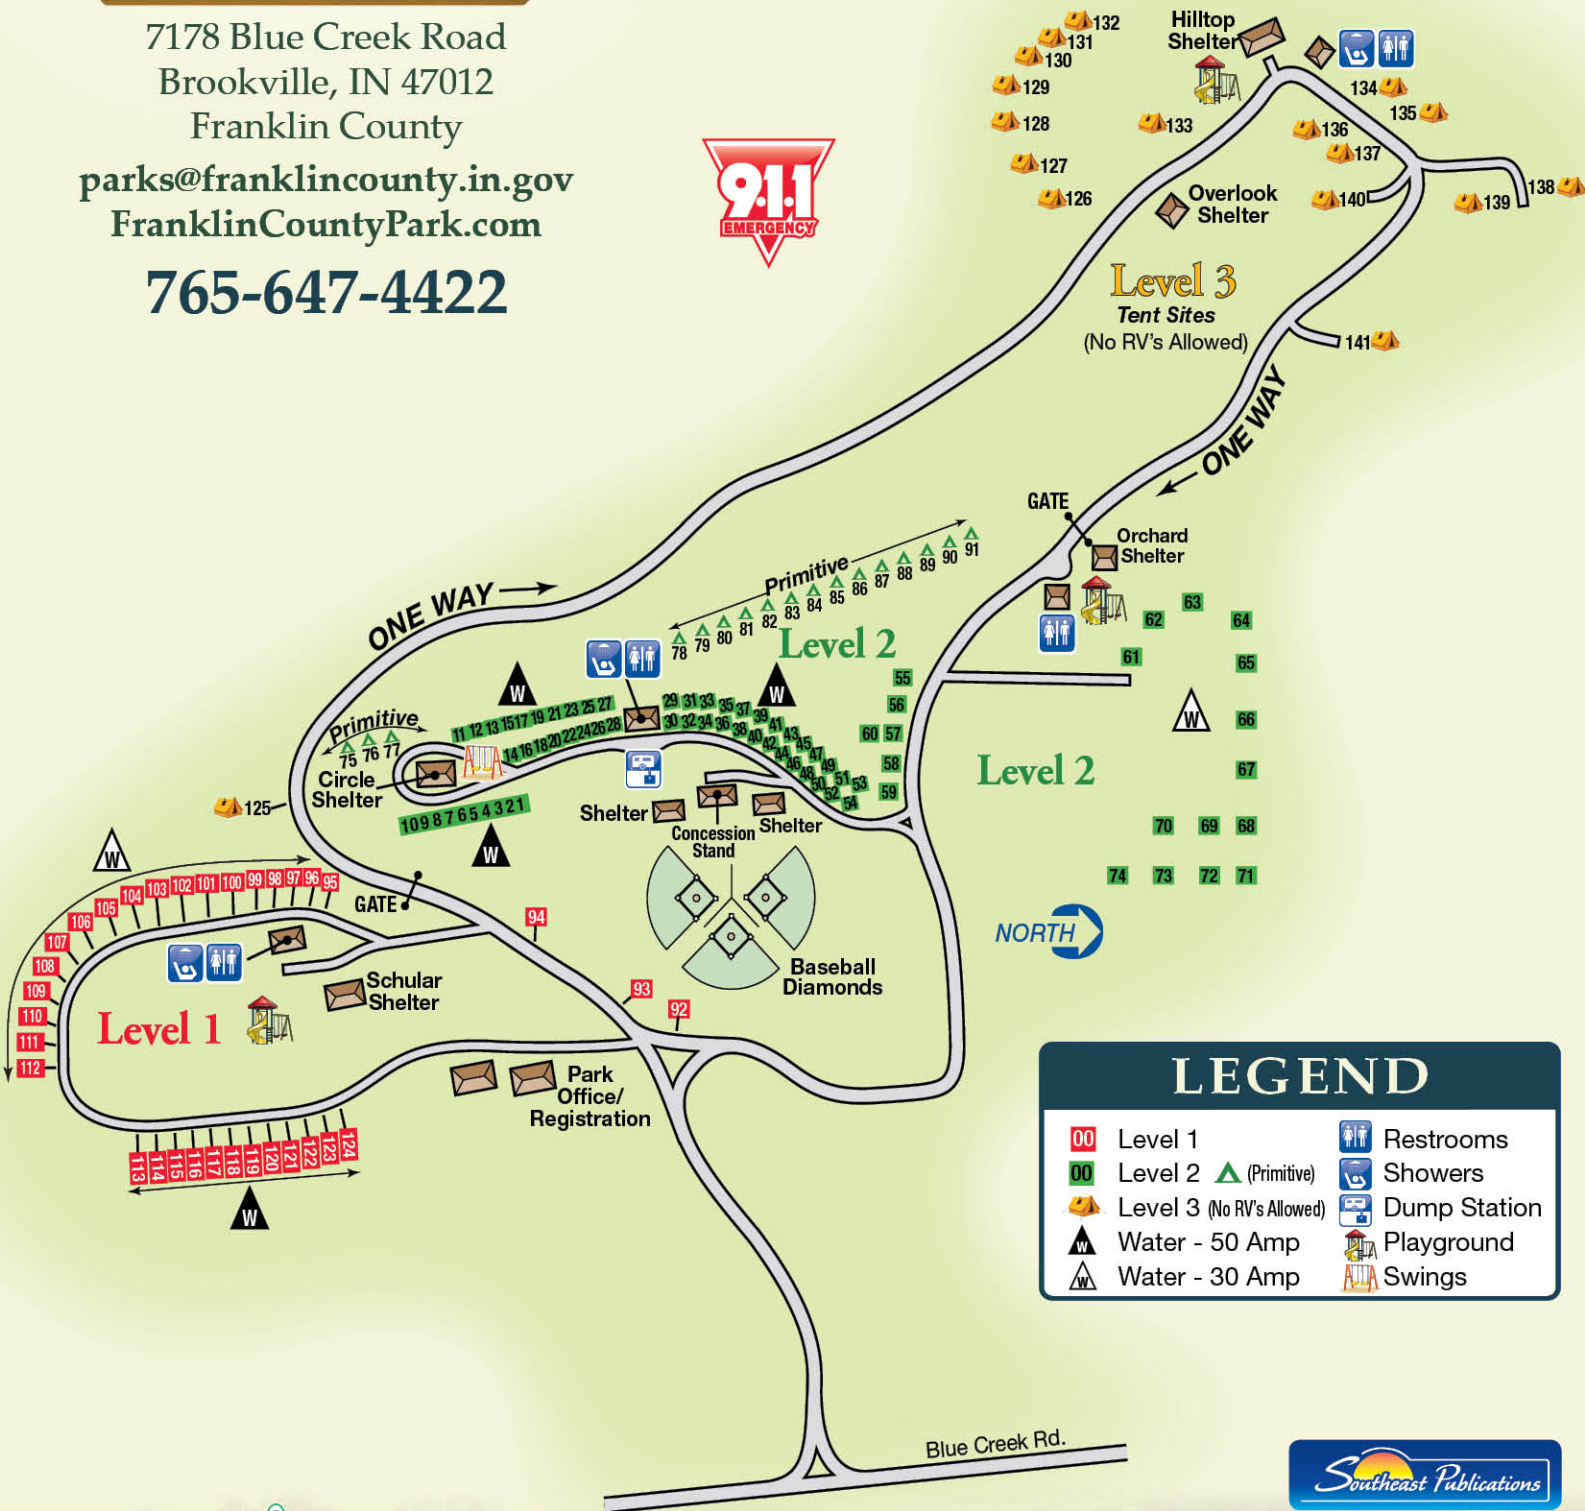 7178 Blue Creek Road
Brookville, IN 47012
Franklin County
parks@franklincounty.in.gov
FranklinCountyPark.com
765-647-4422
9·1·1
EMERGENCY
132
131
130
129
128
127
126
133
Hilltop
Shelter
134
135
136
137
138
139
140
Overlook
Shelter
Level 3
Tent Sites
(No RV's Allowed)
141
ONE WAY
GATE
Orchard
Shelter
ONE WAY
Primitive
78 79 80 81 82 83 84 85 86 87 88 89 90 91
Level 2
W
W
Primitive
75 76 77
Circle
Shelter
11 12 13 15 17 19 21 23 25 27
14 16 18 20 22 24 26 28
29 31 33 35 37 39 41 43 45 47 49 51 53
30 32 34 36 38 40 42 44 46 48 50 52 54
10 9 8 7 6 5 4 3 2 1
W
55
56
60 57
58
59
61
62
63
64
65
66
67
68
69
70
71
72
73
74
W
Level 2
Shelter
Concession
Stand
Shelter
Baseball
Diamonds
NORTH
125
W
GATE
95
96
97
98
99
100
101
102
103
104
105
106
107
108
109
110
111
112
Level 1
Schular
Shelter
94
93
92
Park
Office/
Registration
113
114
115
116
117
118
119
120
121
122
123
124
W
LEGEND
00 Level 1
00 Level 2 (Primitive)
Level 3 (No RV's Allowed)
W Water - 50 Amp
W Water - 30 Amp
Restrooms
Showers
Dump Station
Playground
Swings
Blue Creek Rd.
Southeast Publications